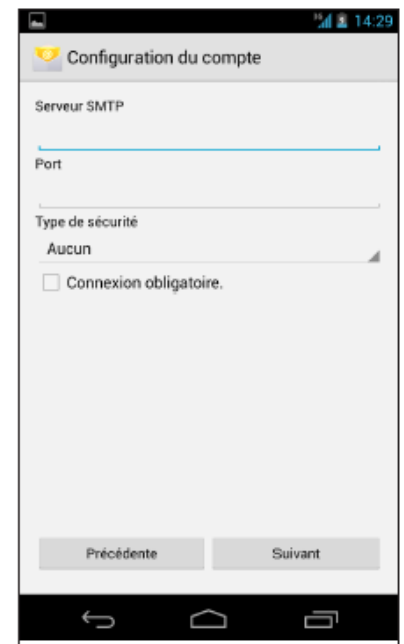 14:29
Configuration du compte
Serveur SMTP
Port
Type de sécurité
Aucun
Connexion obligatoire.
Précédente Suivant